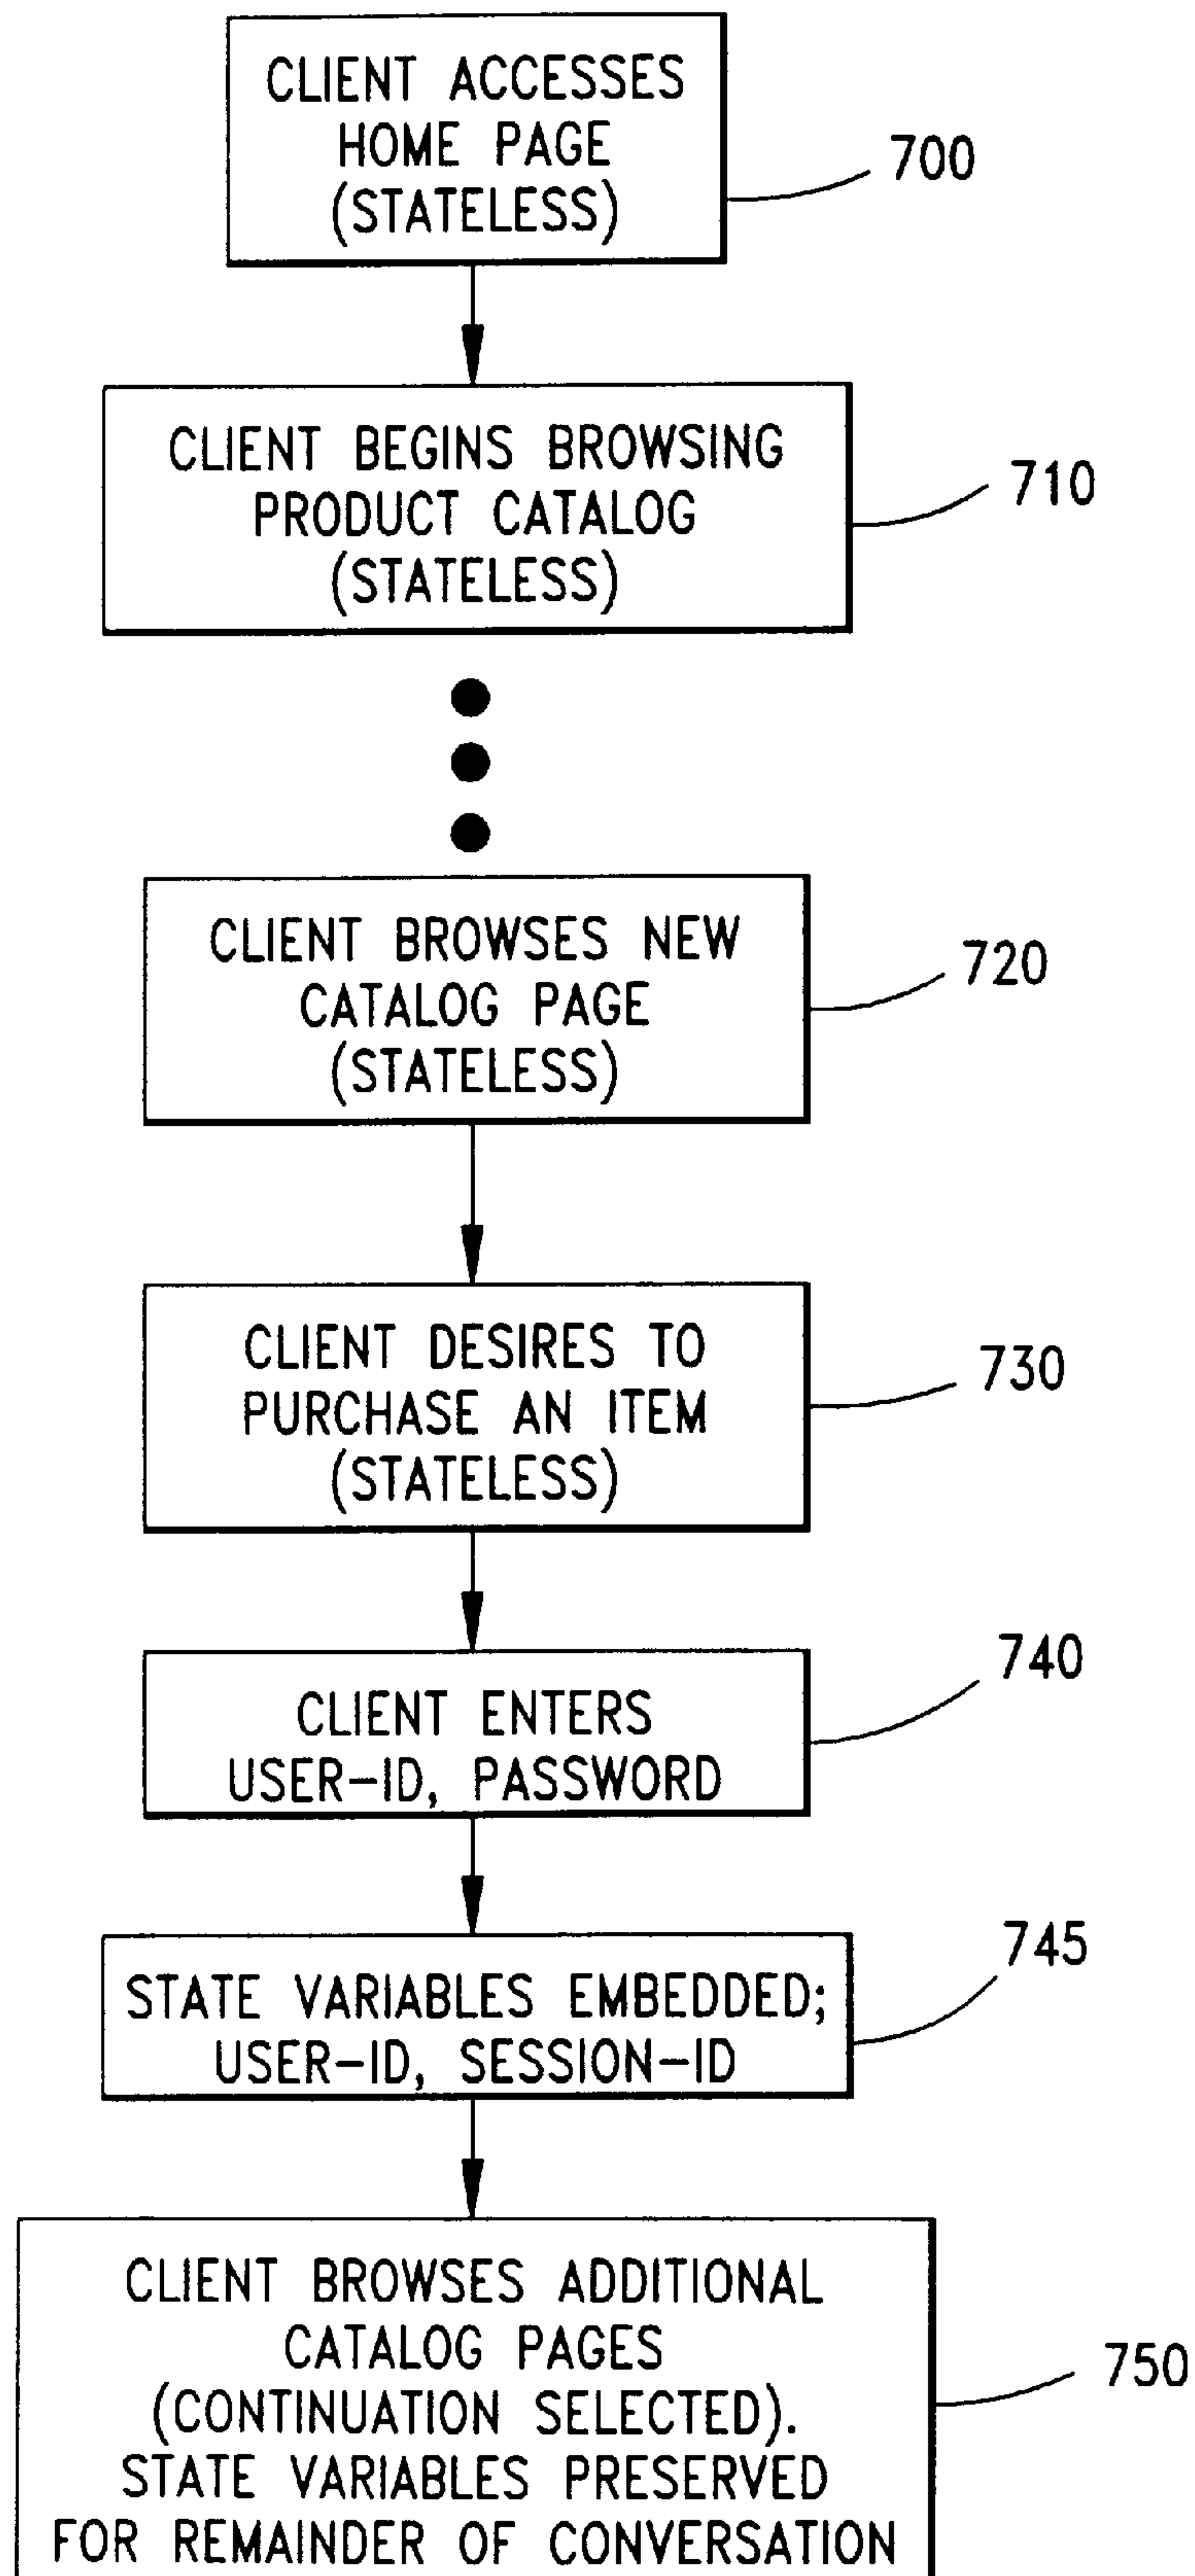 CLIENT ACCESSES
HOME PAGE
(STATELESS)
700
CLIENT BEGINS BROWSING
PRODUCT CATALOG
(STATELESS)
710
CLIENT BROWSES NEW
CATALOG PAGE
(STATELESS)
720
CLIENT DESIRES TO
PURCHASE AN ITEM
(STATELESS)
730
CLIENT ENTERS
USER-ID, PASSWORD
740
STATE VARIABLES EMBEDDED;
USER-ID, SESSION-ID
745
CLIENT BROWSES ADDITIONAL
CATALOG PAGES
(CONTINUATION SELECTED).
STATE VARIABLES PRESERVED
FOR REMAINDER OF CONVERSATION
750